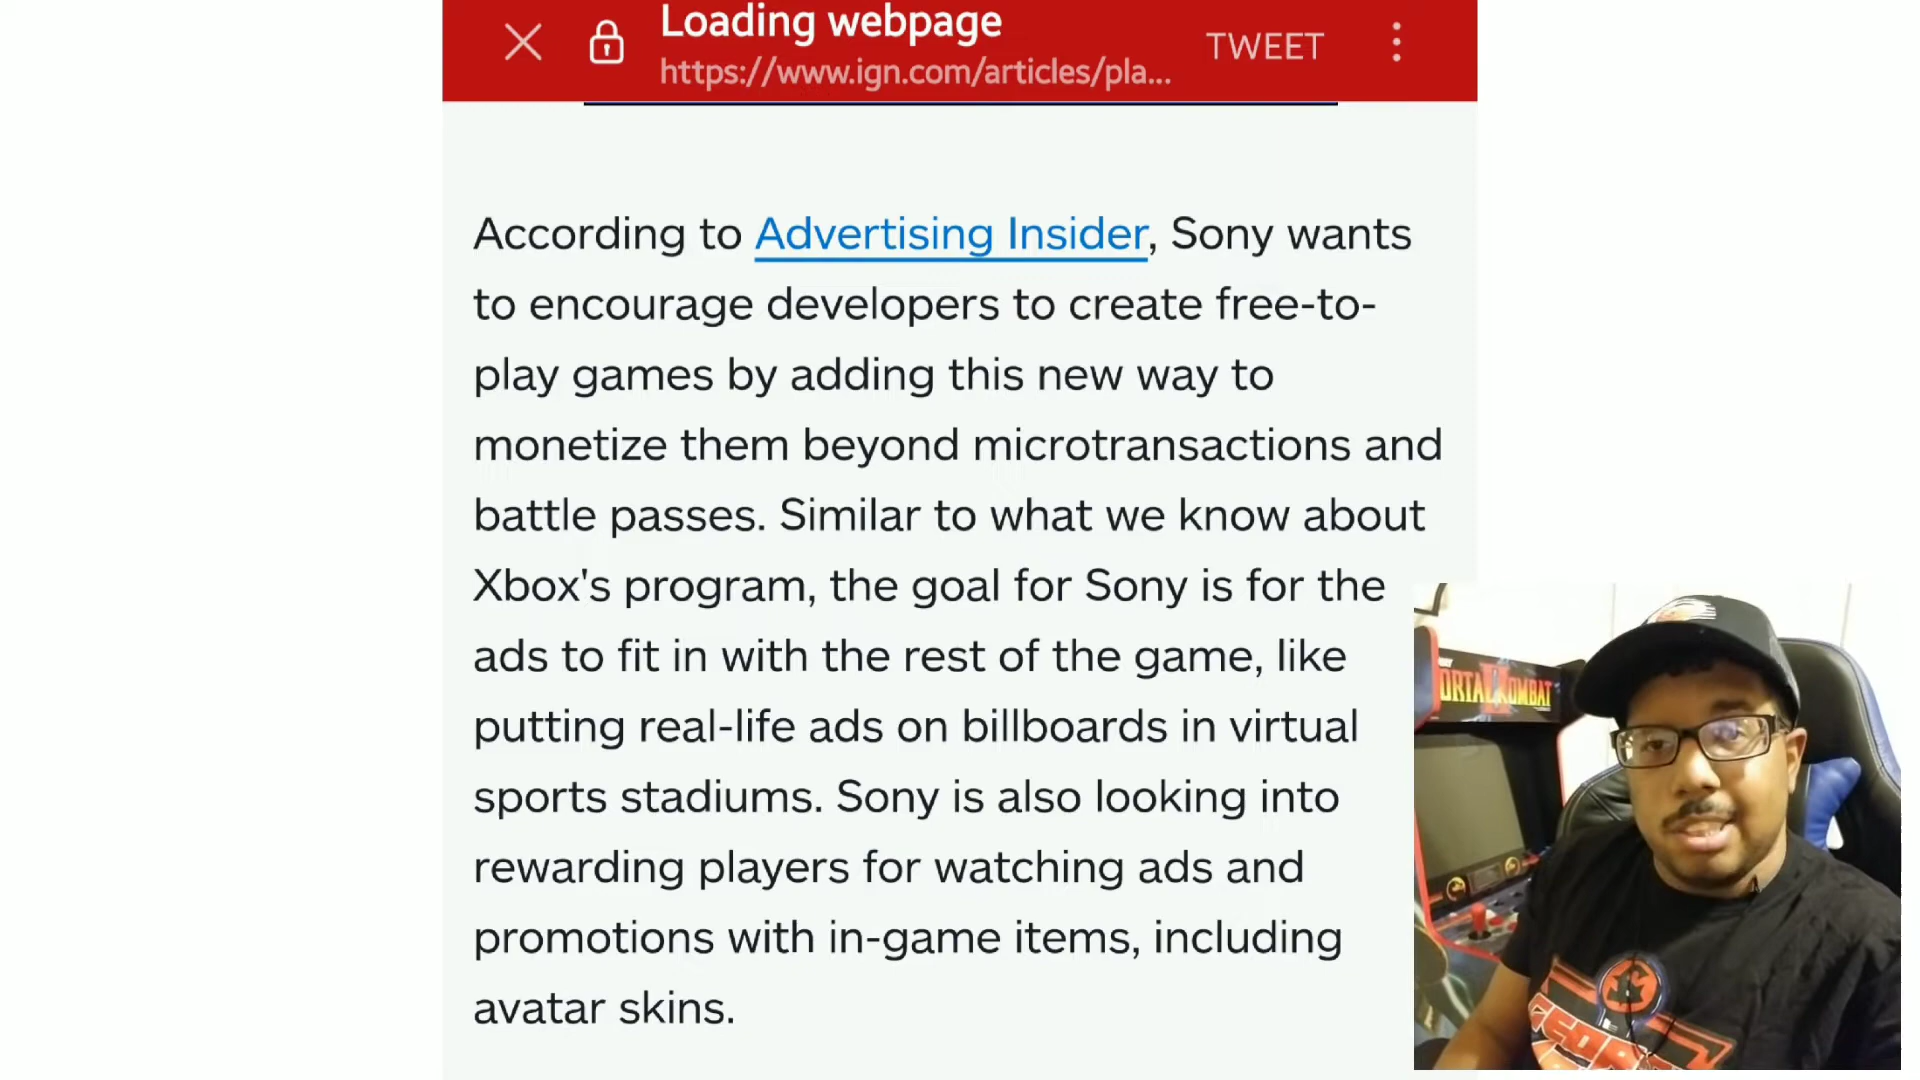 Loading webpage
https://www.ign.com/articles/pla...
TWEET
According to Advertising Insider, Sony wants
to encourage developers to create free-to-
play games by adding this new way to
monetize them beyond microtransactions and
battle passes. Similar to what we know about
Xbox's program, the goal for Sony is for the
ads to fit in with the rest of the game, like
putting real-life ads on billboards in virtual
sports stadiums. Sony is also looking into
rewarding players for watching ads and
promotions with in-game items, including
avatar skins.
ORTAL KOMBAT
II